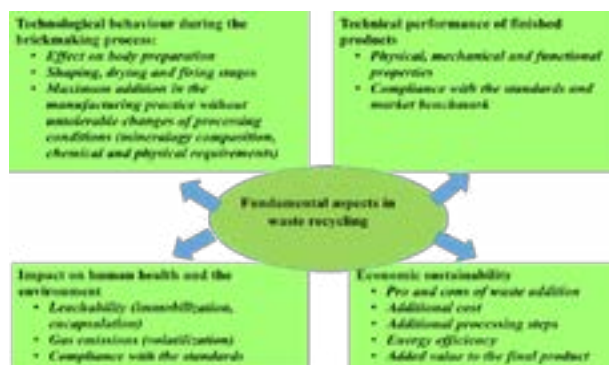 Technological behaviour during the
brickmaking process:
• Effect on body preparation
• Shaping, drying and firing stages
• Maximum addition in the
manufacturing practice without
untolerable changes of processing
conditions (mineralogy composition,
chemical and physical requirements)
Technical performance of finished
products
• Physical, mechanical and functional
properties
• Compliance with the standards and
market benchmark
Fundamental aspects in
waste recycling
Impact on human health and the
environment
• Leachability (immobilization,
encapsulation)
• Gas emissions (volatilization)
• Compliance with the standards
Economic sustainability
• Pro and cons of waste addition
• Additional cost
• Additional processing steps
• Energy efficiency
• Added value to the final product